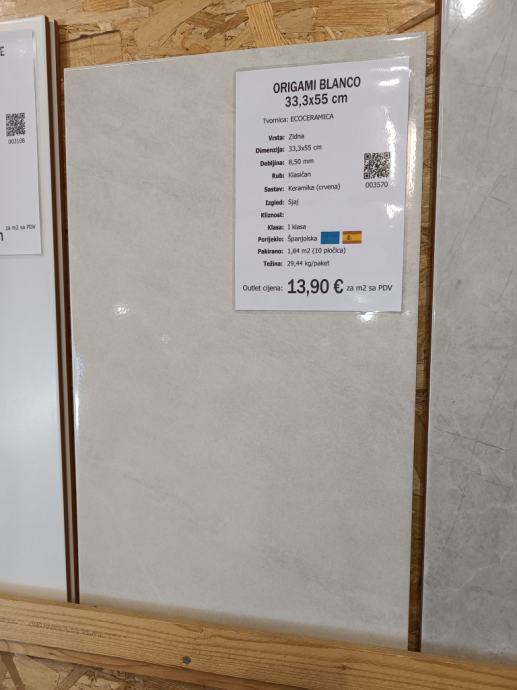 E
003108
za m2 sa PDV
ORIGAMI BLANCO
33,3x55 cm
Tvornica: ECOCERAMICA
Vrsta: Zidna
Dimenzija: 33,3x55 cm
Debljina: 8,50 mm
Rub: Klasičan
Sastav: Keramika (crvena)
Izgled: Sjaj
Kliznost:
Klasa: I klasa
Porijeklo: Španjolska
Pakirano: 1,84 m2 (10 pločica)
Težina: 29,44 kg/paket
003570
Outlet cijena: 13,90 € za m2 sa PDV